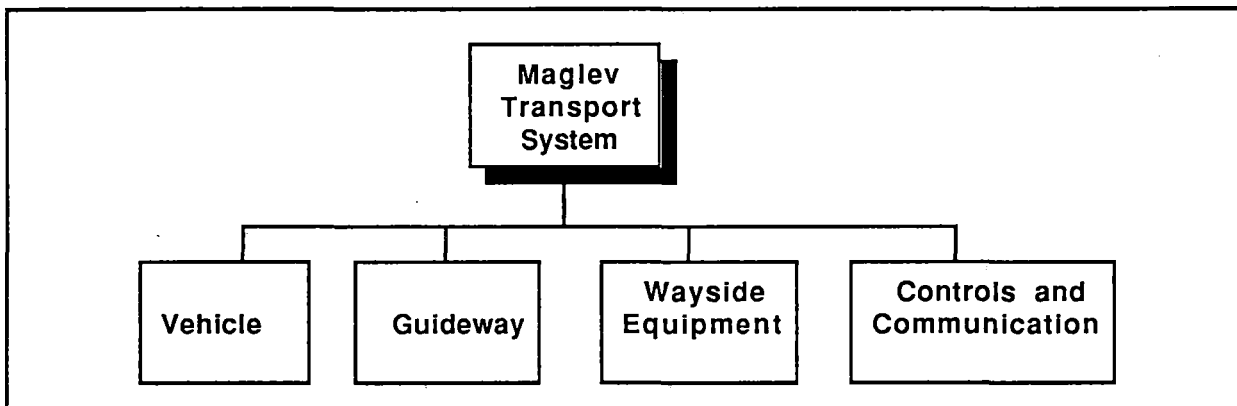 Maglev
Transport
System
Vehicle
Guideway
Wayside
Equipment
Controls and
Communication